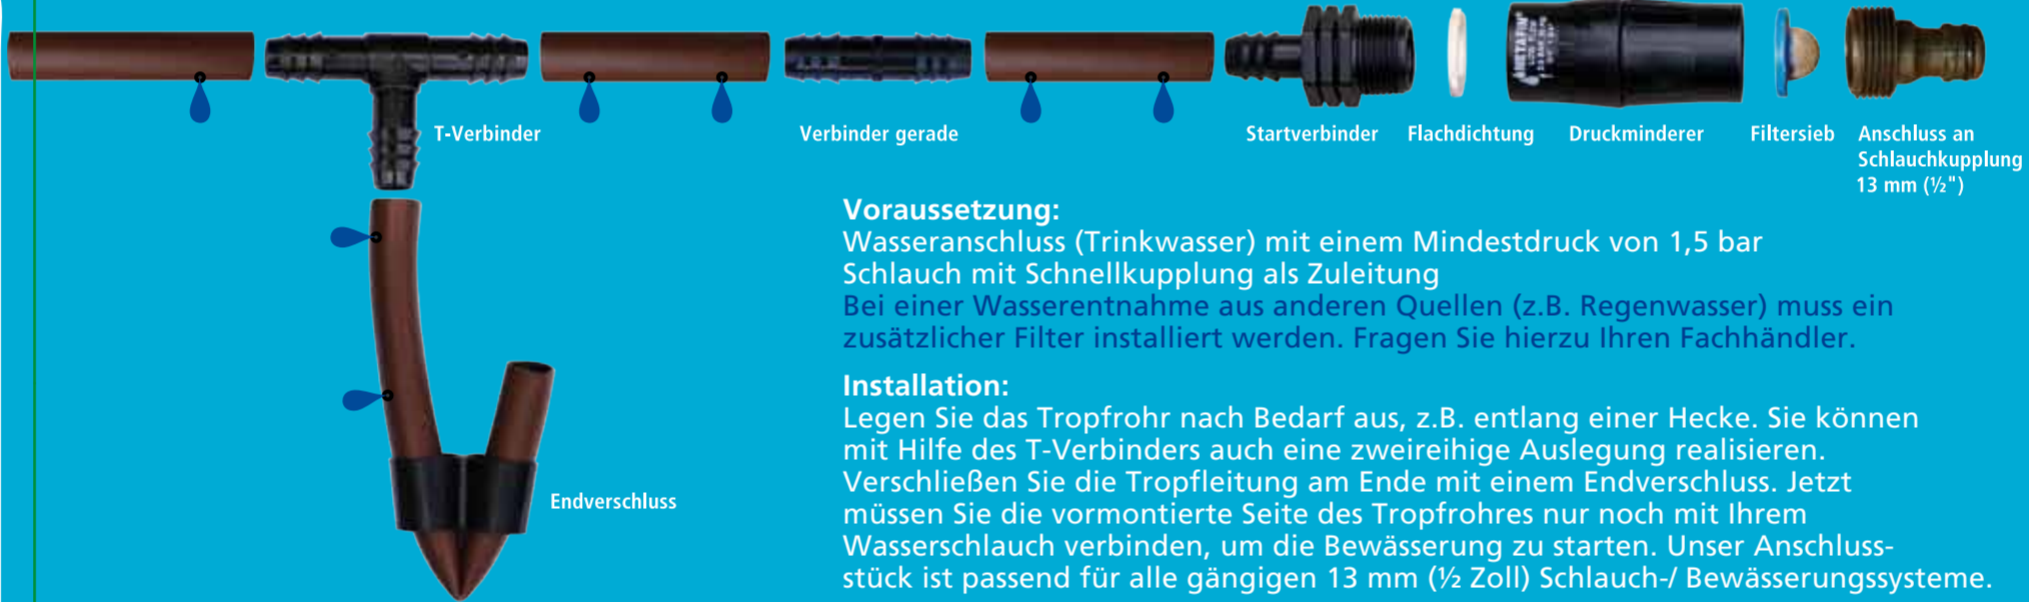 T-Verbinder
Verbinder gerade
Startverbinder
Flachdichtung
Druckminderer
Filtersieb
Anschluss an
Schlauchkupplung
13 mm (½")
Voraussetzung:
Wasseranschluss (Trinkwasser) mit einem Mindestdruck von 1,5 bar
Schlauch mit Schnellkupplung als Zuleitung
Bei einer Wasserentnahme aus anderen Quellen (z.B. Regenwasser) muss ein
zusätzlicher Filter installiert werden. Fragen Sie hierzu Ihren Fachhändler.
Installation:
Legen Sie das Tropfrohr nach Bedarf aus, z.B. entlang einer Hecke. Sie können
mit Hilfe des T-Verbinders auch eine zweireihige Auslegung realisieren.
Verschließen Sie die Tropfleitung am Ende mit einem Endverschluss. Jetzt
müssen Sie die vormontierte Seite des Tropfrohres nur noch mit Ihrem
Wasserschlauch verbinden, um die Bewässerung zu starten. Unser Anschluss-
stück ist passend für alle gängigen 13 mm (½ Zoll) Schlauch-/ Bewässerungssysteme.
Endverschluss